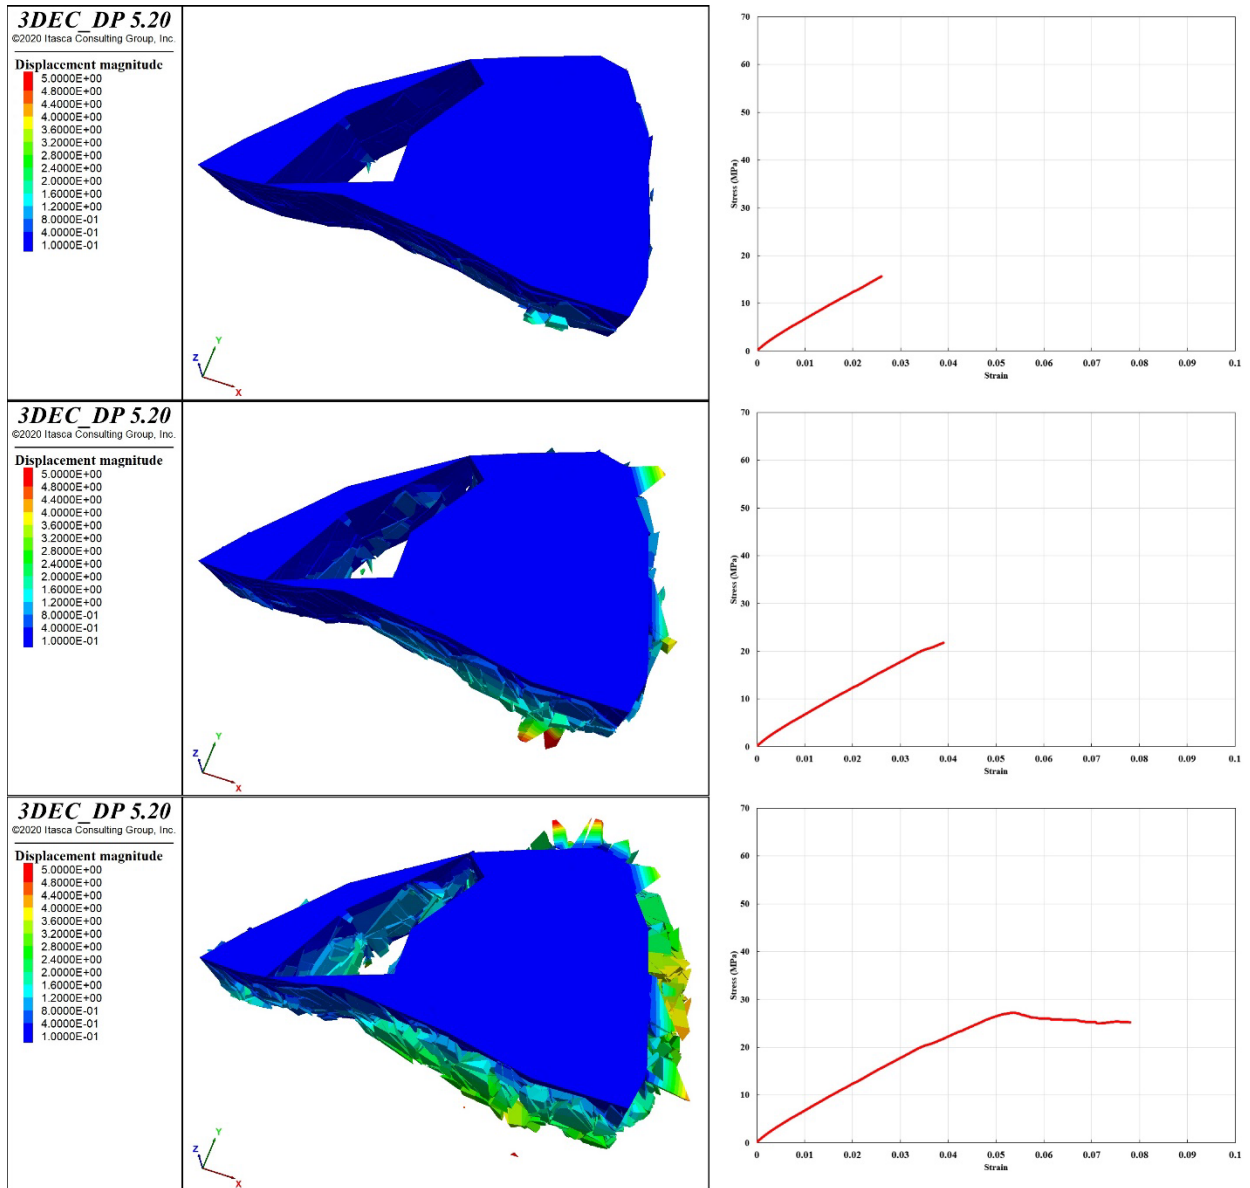 3DEC_DP 5.20
©2020 Itasca Consulting Group, Inc.
Displacement magnitude
5.0000E+00
4.8000E+00
4.4000E+00
4.0000E+00
3.6000E+00
3.2000E+00
2.8000E+00
2.4000E+00
2.0000E+00
1.6000E+00
1.2000E+00
8.0000E-01
4.0000E-01
1.0000E-01
Z
Y
X
70
60
50
40
30
20
10
0
Stress (MPa)
0 0.01 0.02 0.03 0.04 0.05 0.06 0.07 0.08 0.09 0.1
Strain
3DEC_DP 5.20
©2020 Itasca Consulting Group, Inc.
Displacement magnitude
5.0000E+00
4.8000E+00
4.4000E+00
4.0000E+00
3.6000E+00
3.2000E+00
2.8000E+00
2.4000E+00
2.0000E+00
1.6000E+00
1.2000E+00
8.0000E-01
4.0000E-01
1.0000E-01
Z
Y
X
70
60
50
40
30
20
10
0
Stress (MPa)
0 0.01 0.02 0.03 0.04 0.05 0.06 0.07 0.08 0.09 0.1
Strain
3DEC_DP 5.20
©2020 Itasca Consulting Group, Inc.
Displacement magnitude
5.0000E+00
4.8000E+00
4.4000E+00
4.0000E+00
3.6000E+00
3.2000E+00
2.8000E+00
2.4000E+00
2.0000E+00
1.6000E+00
1.2000E+00
8.0000E-01
4.0000E-01
1.0000E-01
Z
Y
X
70
60
50
40
30
20
10
0
Stress (MPa)
0 0.01 0.02 0.03 0.04 0.05 0.06 0.07 0.08 0.09 0.1
Strain